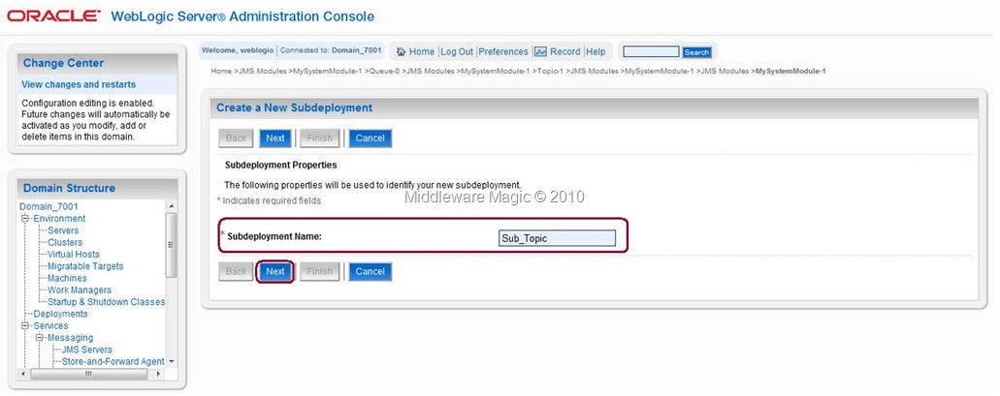 ORACLE® WebLogic Server® Administration Console
Change Center
View changes and restarts
Configuration editing is enabled.
Future changes will automatically
be activated as you modify, add or
delete items in this domain.
Domain Structure
Domain_7001
Environment
Servers
Clusters
Virtual Hosts
Migratable Targets
Machines
Work Managers
Startup & Shutdown Classes
Deployments
Services
Messaging
JMS Servers
Store-and-Forward Agent
Welcome, weblogic Connected to: Domain_7001 Home Log Out Preferences Record Help Search
Home >JMS Modules >MySystemModule-1 >Queue-0 >JMS Modules >MySystemModule-1 >Topic-1 >JMS Modules >MySystemModule-1 >JMS Modules >MySystemModule-1
Create a New Subdeployment
Back Next Finish Cancel
Subdeployment Properties
The following properties will be used to identify your new subdeployment.
* Indicates required fields
Middleware Magic © 2010
* Subdeployment Name: Sub_Topic
Back Next Finish Cancel